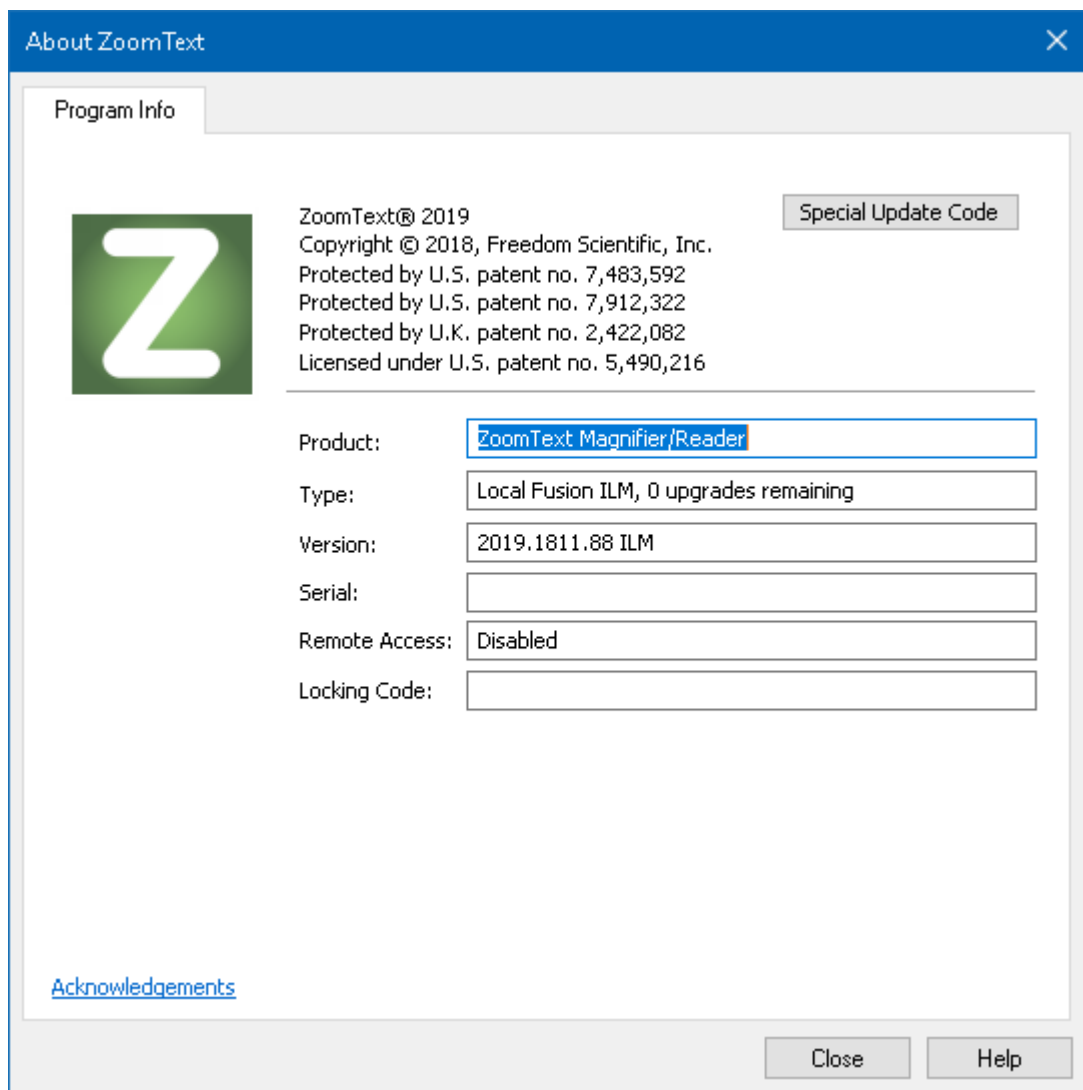 About ZoomText
Program Info
Z
ZoomText® 2019
Special Update Code
Copyright © 2018, Freedom Scientific, Inc.
Protected by U.S. patent no. 7,483,592
Protected by U.S. patent no. 7,912,322
Protected by U.K. patent no. 2,422,082
Licensed under U.S. patent no. 5,490,216
Product: ZoomText Magnifier/Reader
Type: Local Fusion ILM, 0 upgrades remaining
Version: 2019.1811.88 ILM
Serial:
Remote Access: Disabled
Locking Code:
Acknowledgements
Close Help